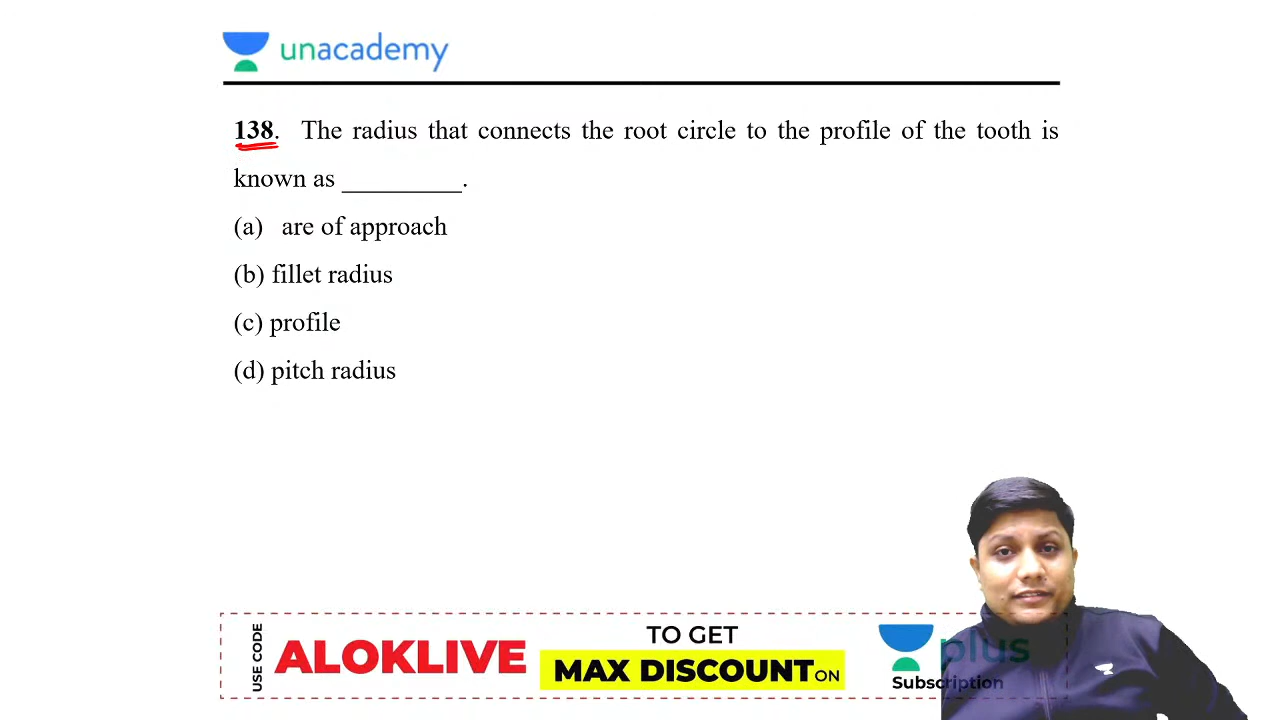 unacademy
138. The radius that connects the root circle to the profile of the tooth is
known as _________.
(a) are of approach
(b) fillet radius
(c) profile
(d) pitch radius
USE CODE
ALOKLIVE
TO GET
MAX DISCOUNT ON
plus
Subscription